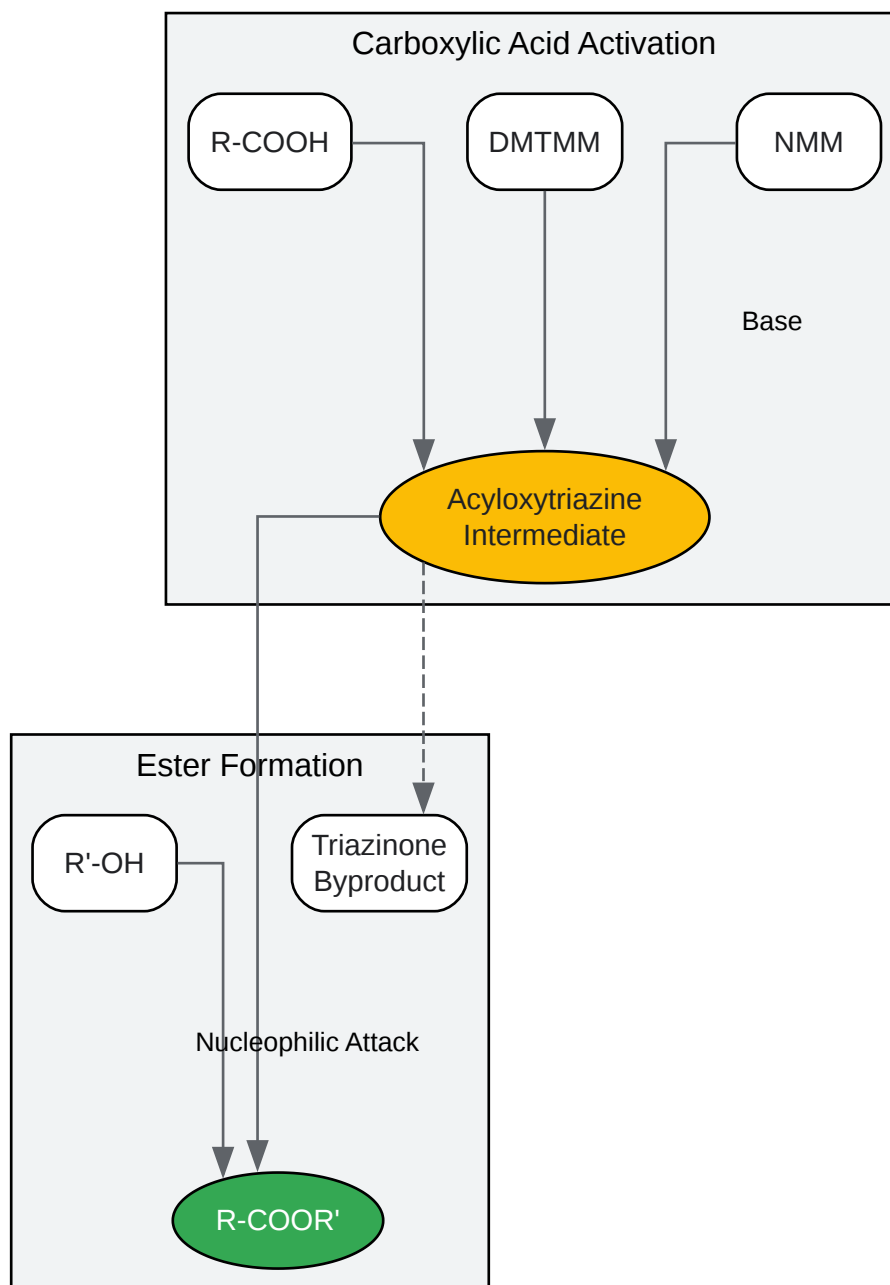 Carboxylic Acid Activation
R-COOH
DMTMM
NMM
Base
Acyloxytriazine
Intermediate
Ester Formation
R'-OH
Triazinone
Byproduct
Nucleophilic Attack
R-COOR'